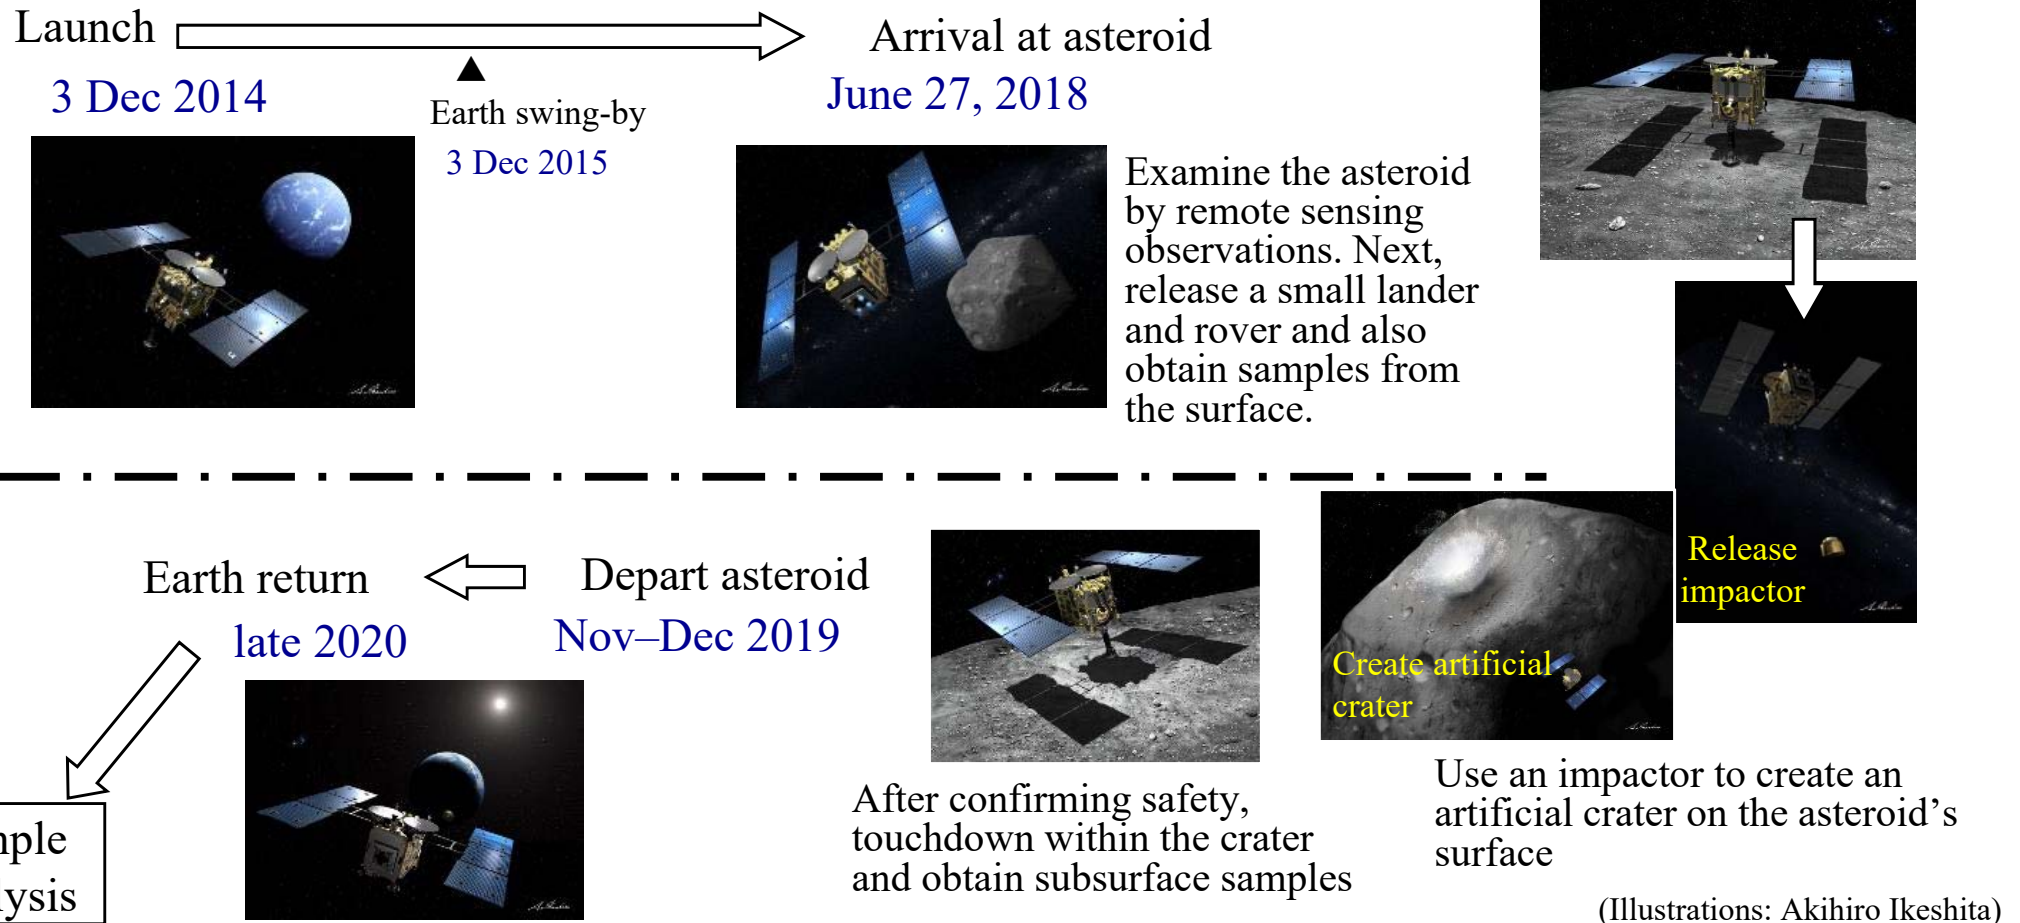 Launch
3 Dec 2014
Earth swing-by
3 Dec 2015
Arrival at asteroid
June 27, 2018
Examine the asteroid
by remote sensing
observations. Next,
release a small lander
and rover and also
obtain samples from
the surface.
Release
impactor
Create artificial
crater
Use an impactor to create an
artificial crater on the asteroid’s
surface
After confirming safety,
touchdown within the crater
and obtain subsurface samples
Depart asteroid
Nov–Dec 2019
Earth return
late 2020
(Illustrations: Akihiro Ikeshita)